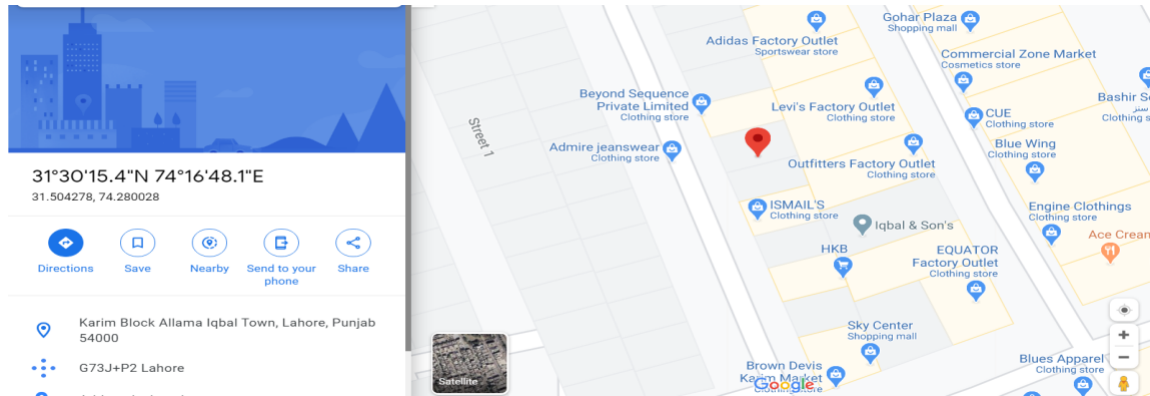 31°30'15.4"N 74°16'48.1"E
31.504278, 74.280028
Directions
Save
Nearby
Send to your
phone
Share
Karim Block Allama Iqbal Town, Lahore, Punjab
54000
G73J+P2 Lahore
Gohar Plaza
Shopping mall
Adidas Factory Outlet
Sportswear store
Commercial Zone Market
Cosmetics store
Beyond Sequence
Private Limited
Clothing store
Levi's Factory Outlet
Clothing store
Bashir
Clothing
CUE
Clothing store
Street 1
Admire jeanswear
Clothing store
Blue Wing
Clothing store
Outfitters Factory Outlet
Clothing store
ISMAIL'S
Clothing store
Engine Clothings
Clothing store
Iqbal & Son's
Ace Cream
HKB
EQUATOR
Factory Outlet
Clothing store
Sky Center
Shopping mall
Brown Devis
Karim Market
Clothing store
Blues Apparel
Clothing store
Satellite
Google